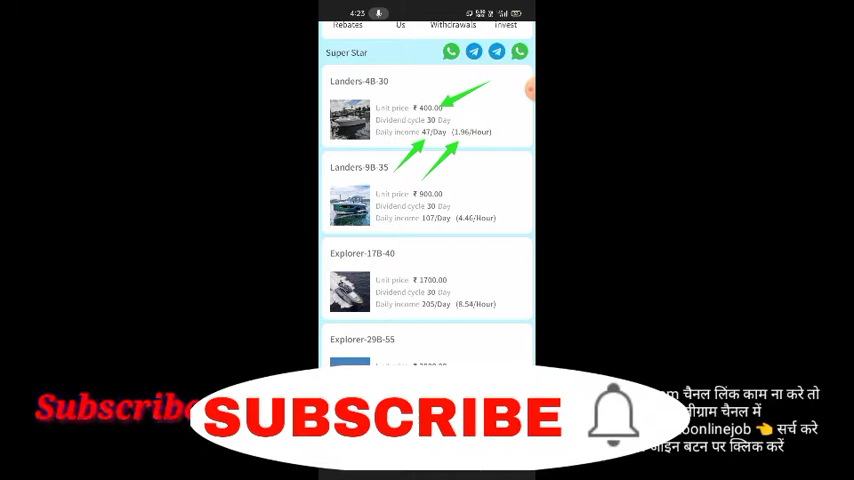 4:23
Rebates Us Withdrawals Invest
Super Star
Landers-4B-30
Unit price ₹ 400.00
Dividend cycle 30 Day
Daily income 47/Day (1.96/Hour)
Landers-9B-35
Unit price ₹ 900.00
Dividend cycle 30 Day
Daily income 107/Day (4.46/Hour)
Explorer-17B-40
Unit price ₹ 1700.00
Dividend cycle 30 Day
Daily income 205/Day (8.54/Hour)
Explorer-29B-55
Subscribe
SUBSCRIBE
चैनल लिंक काम ना करे तो
चैनल में
👈 सर्च करे
बटन पर क्लिक करें